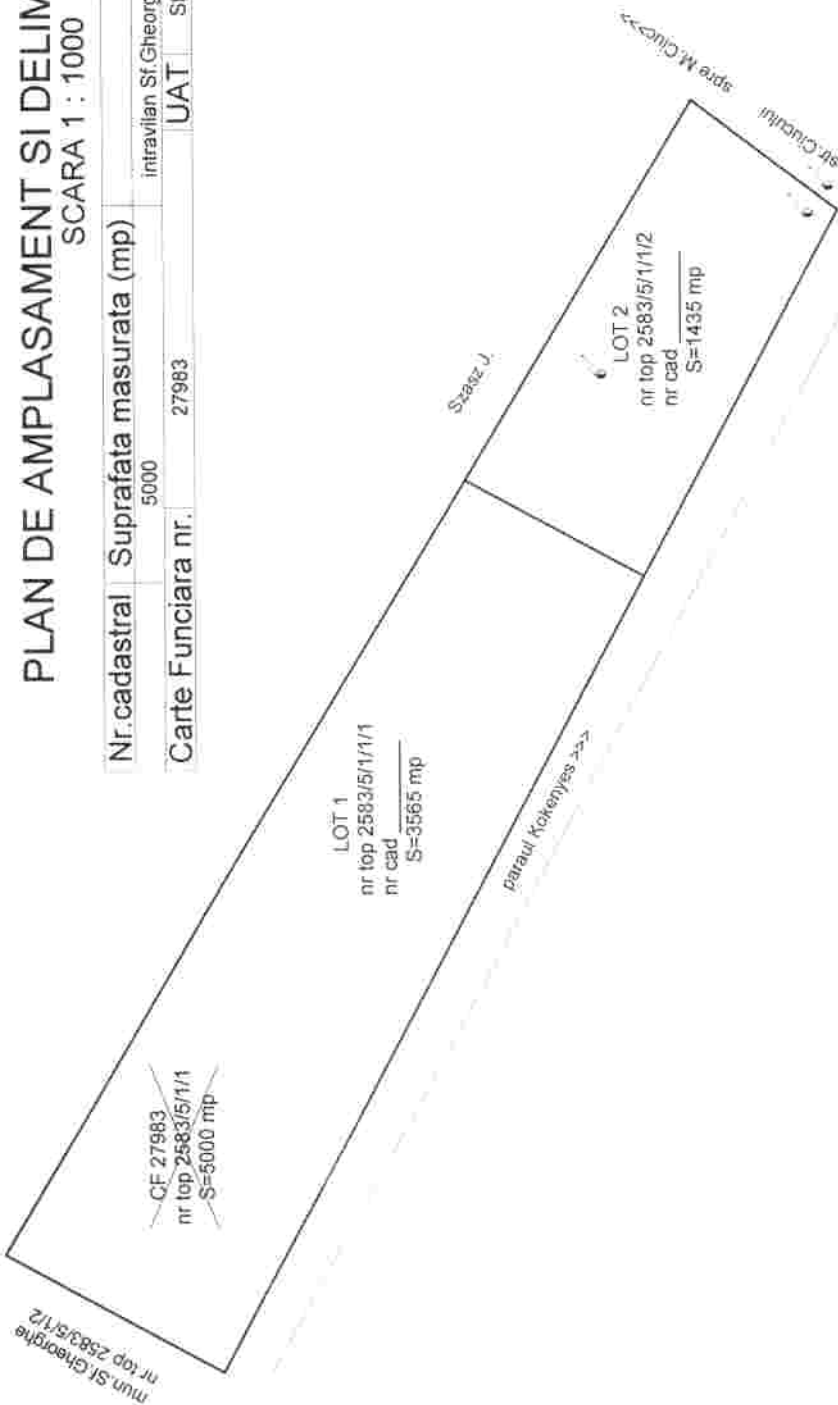 PLAN DE AMPLASAMENT SI DELIM
SCARA 1 : 1000
Nr.cadastral Suprafata masurata (mp)
5000 intravilan Sf.Gheorg
Carte Funciara nr. 27983 UAT
mun.Sf.Gheorghe
nr top 2583/5/1/2
CF 27983
nr top 2583/5/1/1
S=5000 mp
LOT 1
nr top 2583/5/1/1/1
nr cad
S=3565 mp
Szasz J.
LOT 2
nr top 2583/5/1/1/2
nr cad
S=1435 mp
paraul Kokenyes >>>
spre M.Ciuc>>>
str.Ciucului